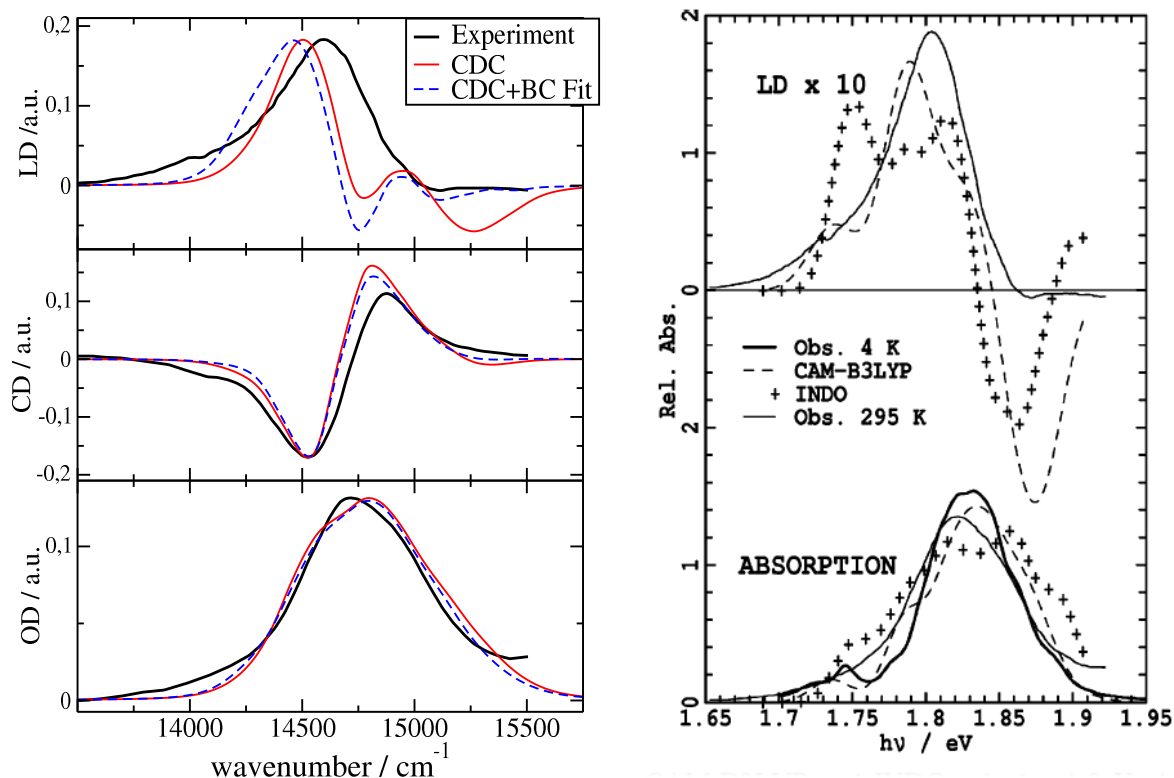 0,2
0,1
0
LD /a.u.
Experiment
CDC
CDC+BC Fit
0,1
0
-0,1
-0,2
CD / a.u.
0,1
0
OD / a.u.
14000 14500 15000 15500
wavenumber / cm-1
2
1
0
2
1
0
Rel. Abs.
LD x 10
Obs. 4 K
CAM-B3LYP
INDO
Obs. 295 K
ABSORPTION
1.65 1.7 1.75 1.8 1.85 1.9 1.95
hν / eV